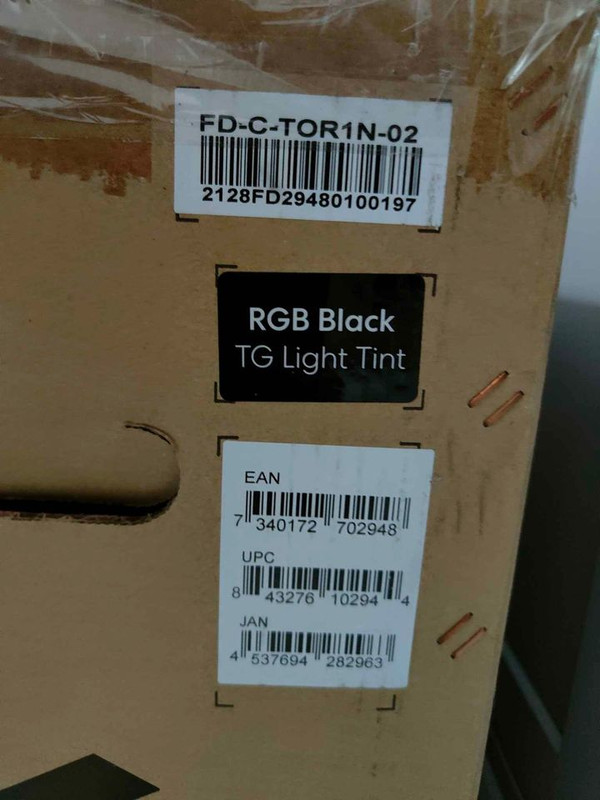 FD-C-TOR1N-02
2128FD29480100197
RGB Black
TG Light Tint
EAN
7 340172 702948
UPC
8 43276 10294 4
JAN
4 537694 282963